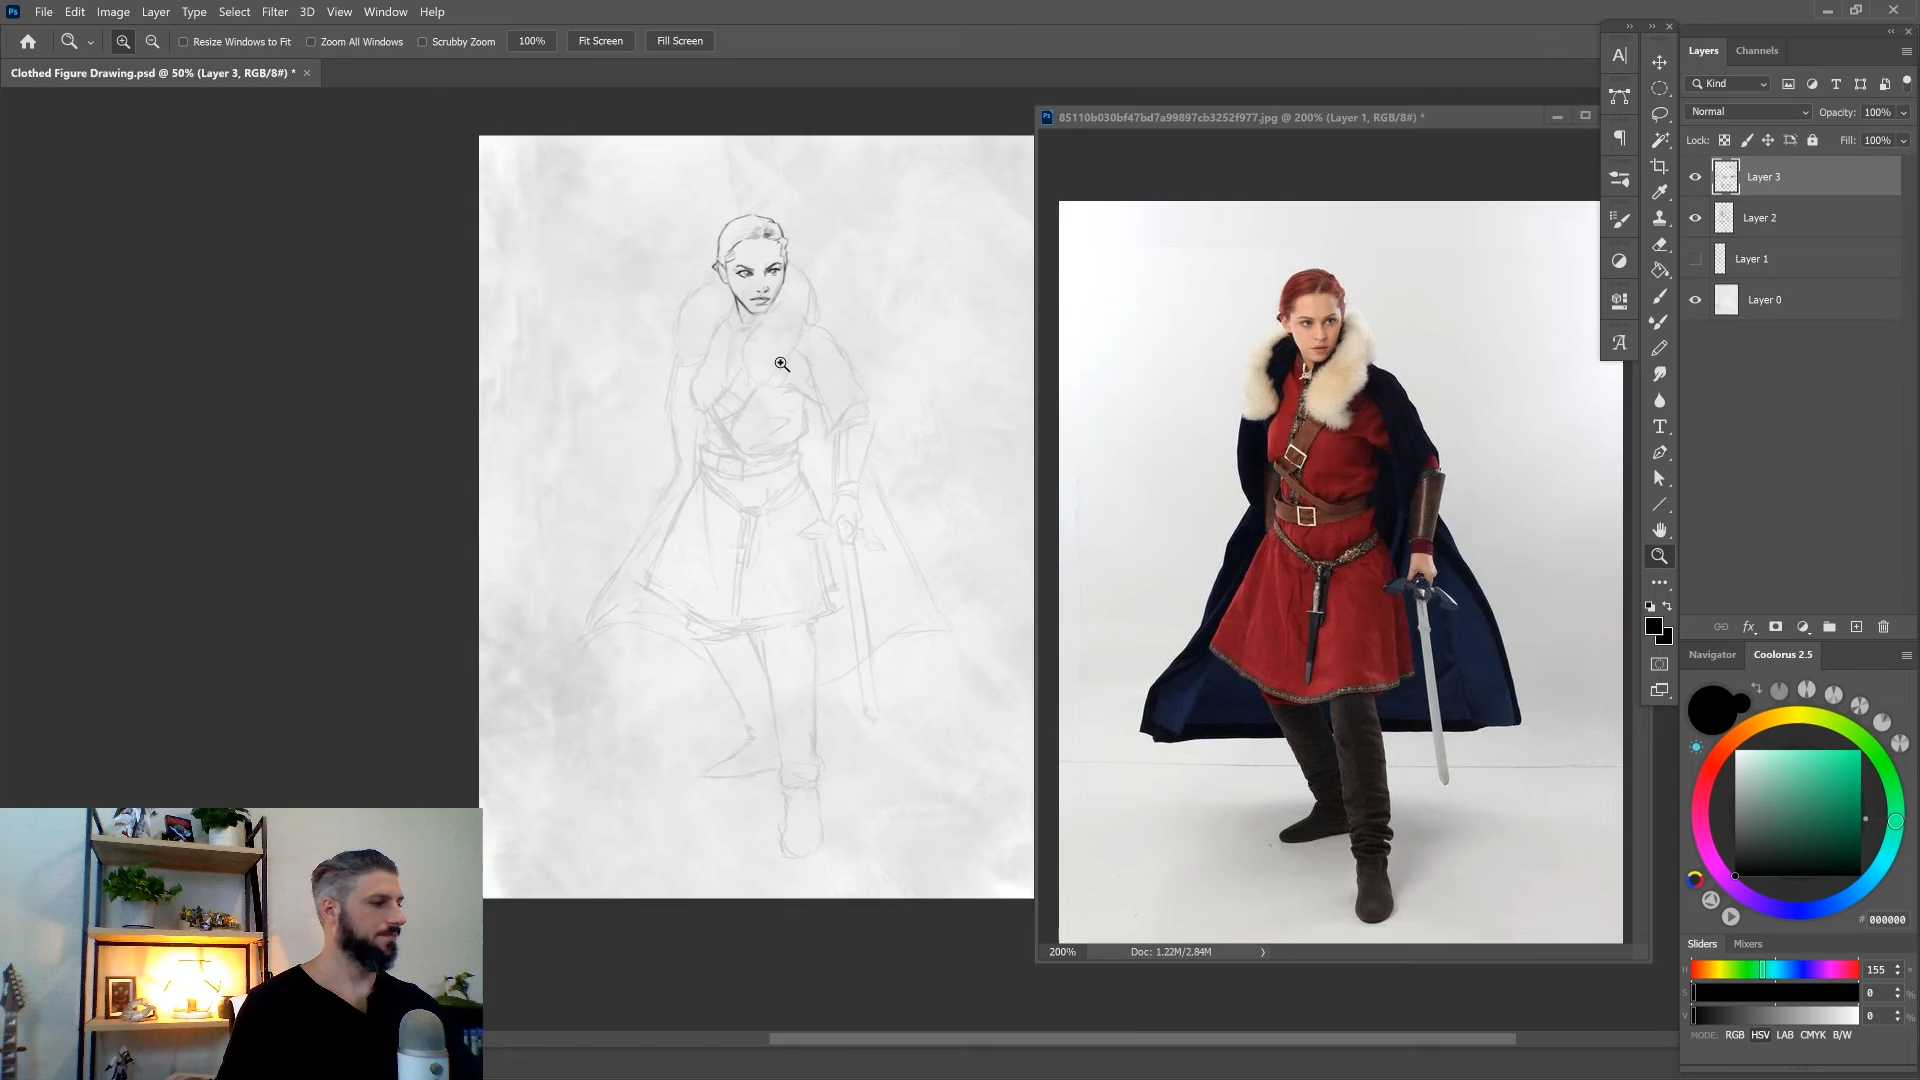 Ps File Edit Image Layer Type Select Filter 3D View Window Help
Resize Windows to Fit Zoom All Windows Scrubby Zoom 100% Fit Screen Fill Screen
Clothed Figure Drawing.psd @ 50% (Layer 3, RGB/8#) * ×
85110b030bf47bd7a99897cb3252f977.jpg @ 200% (Layer 1, RGB/8#) *
200% Doc: 1.22M/2.84M
Layers Channels
Kind
Normal Opacity: 100%
Lock: Fill: 100%
Layer 3
Layer 2
Layer 1
Layer 0
fx
Navigator Coolorus 2.5
# 000000
Sliders Mixers
H 155 °
S 0 %
V 0 %
MODE: RGB HSV LAB CMYK B/W